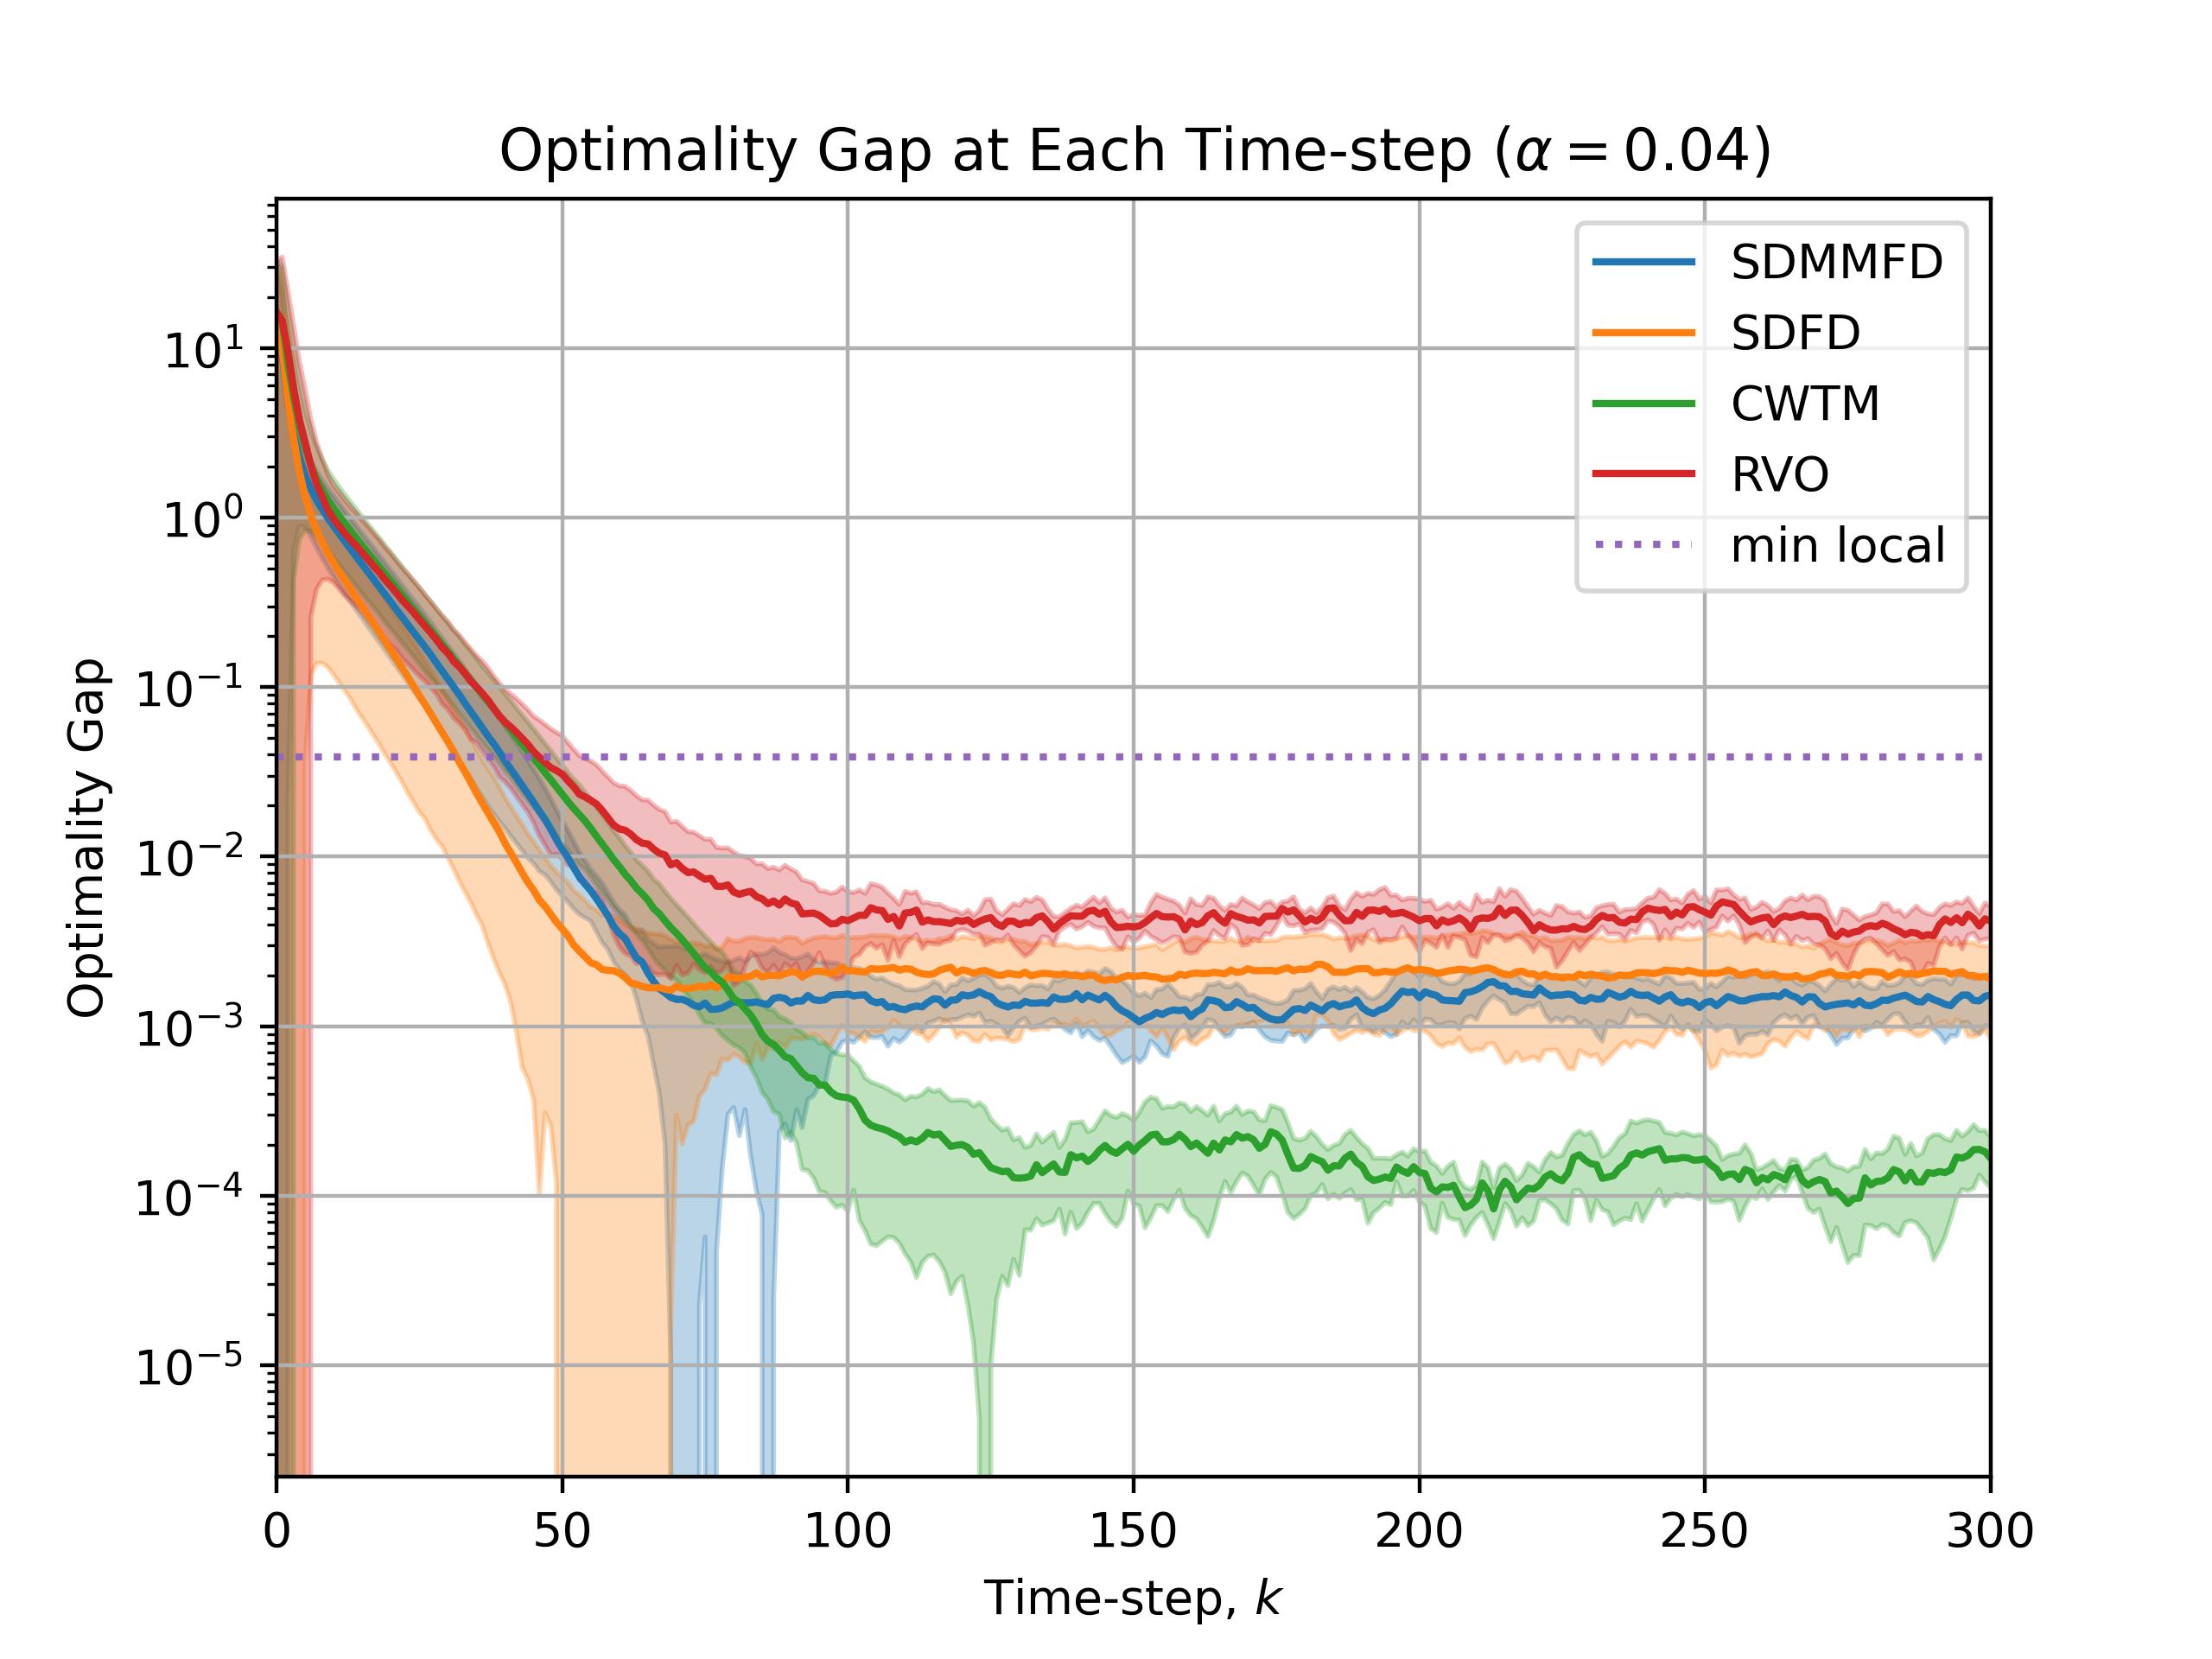 Optimality Gap at Each Time-step (α = 0.04)
SDMMFD
SDFD
CWTM
RVO
min local
Optimality Gap
10¹
10⁰
10⁻¹
10⁻²
10⁻³
10⁻⁴
10⁻⁵
0 50 100 150 200 250 300
Time-step, k